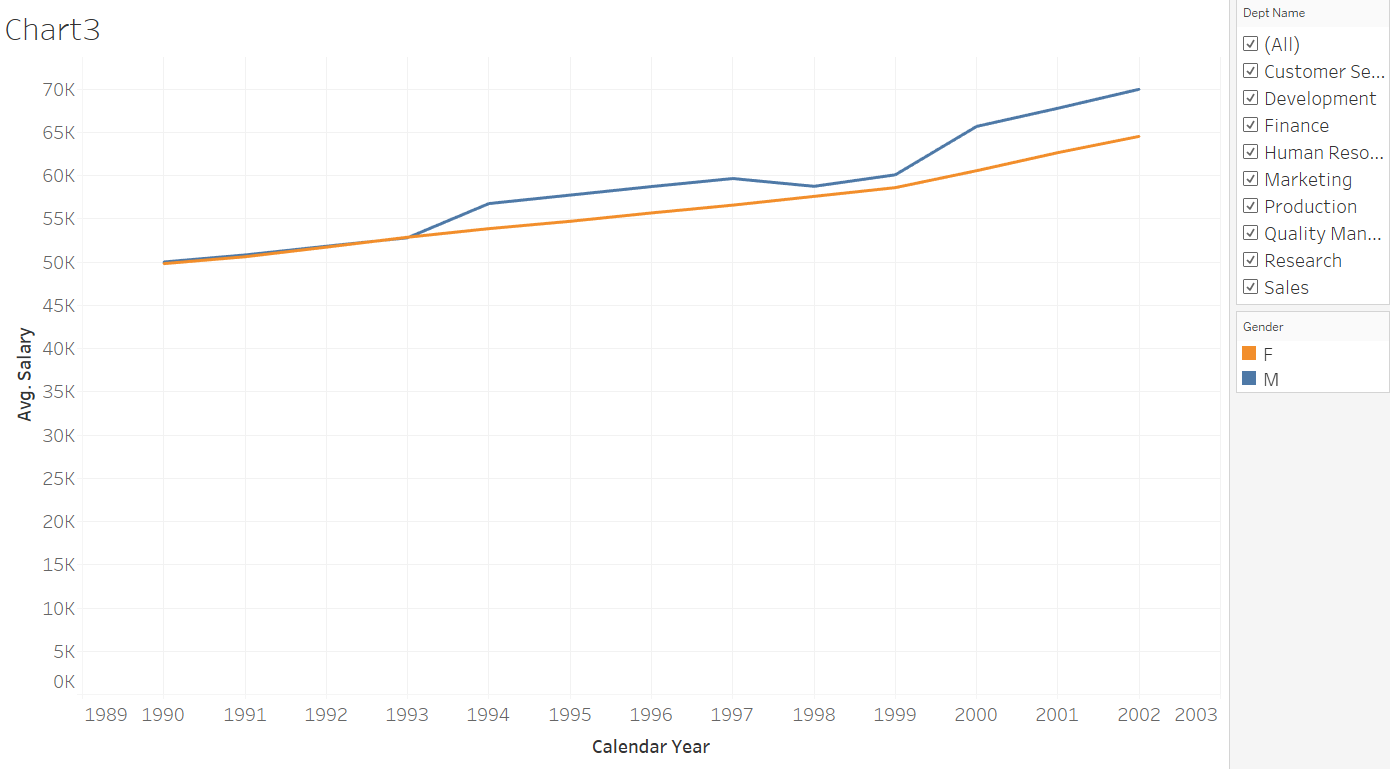 Chart3
70K
65K
60K
55K
50K
45K
40K
35K
30K
25K
20K
15K
10K
5K
0K
Avg. Salary
1989 1990 1991 1992 1993 1994 1995 1996 1997 1998 1999 2000 2001 2002 2003
Calendar Year
Dept Name
(All)
Customer Se...
Development
Finance
Human Reso...
Marketing
Production
Quality Man...
Research
Sales
Gender
F
M